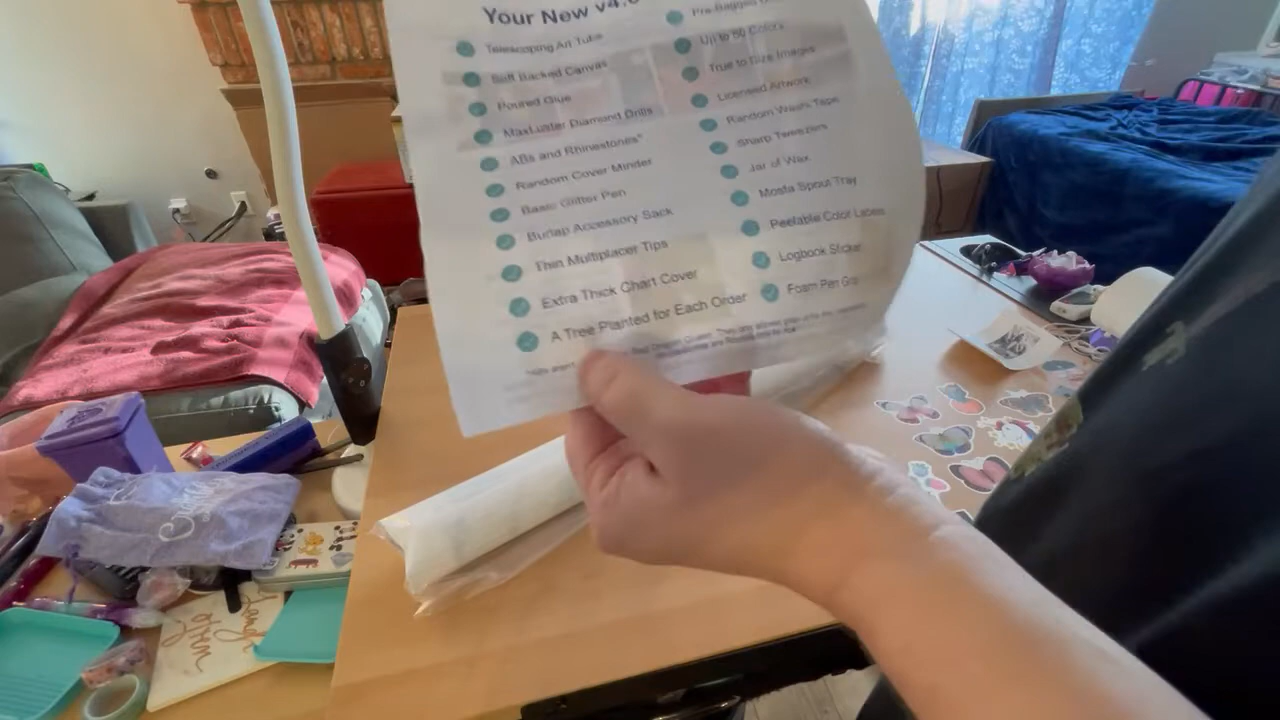 Your New v4.0
Telescoping Art Tube
Soft Backed Canvas
Poured Glue
MaxLuster Diamond Drills
ABs and Rhinestones*
Random Cover Minder
Basic Glitter Pen
Burlap Accessory Sack
Thin Multiplacer Tips
Extra Thick Chart Cover
A Tree Planted for Each Order
Pre-Bagged
Up to 50 Colors
True to Size Images
Licensed Artwork
Random Washi Tape
Sharp Tweezers
Jar of Wax
Mosfa Spout Tray
Peelable Color Labels
Logbook Sticker
Foam Pen Grip